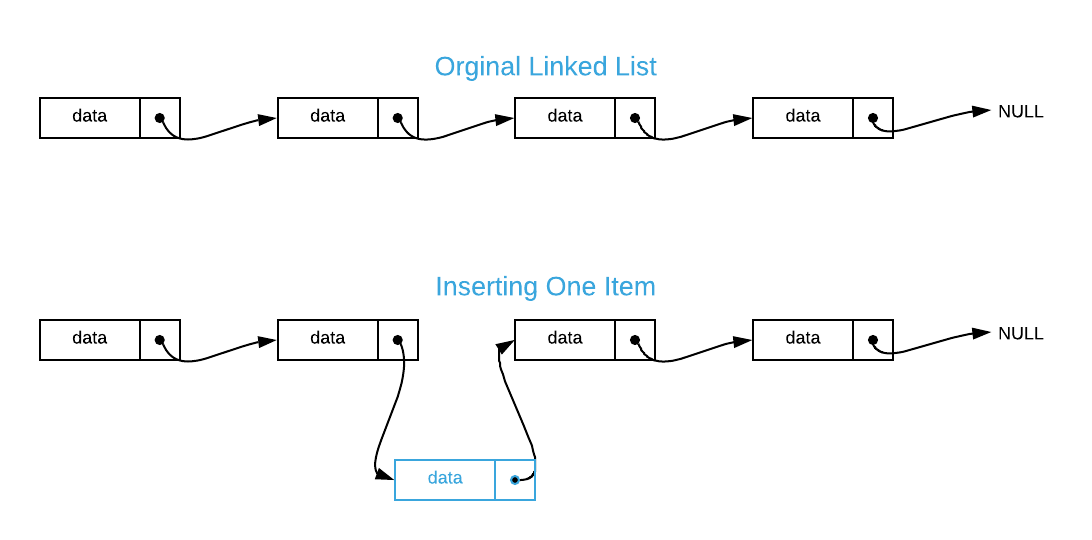 Orginal Linked List
data data data data NULL
Inserting One Item
data data data data NULL
data